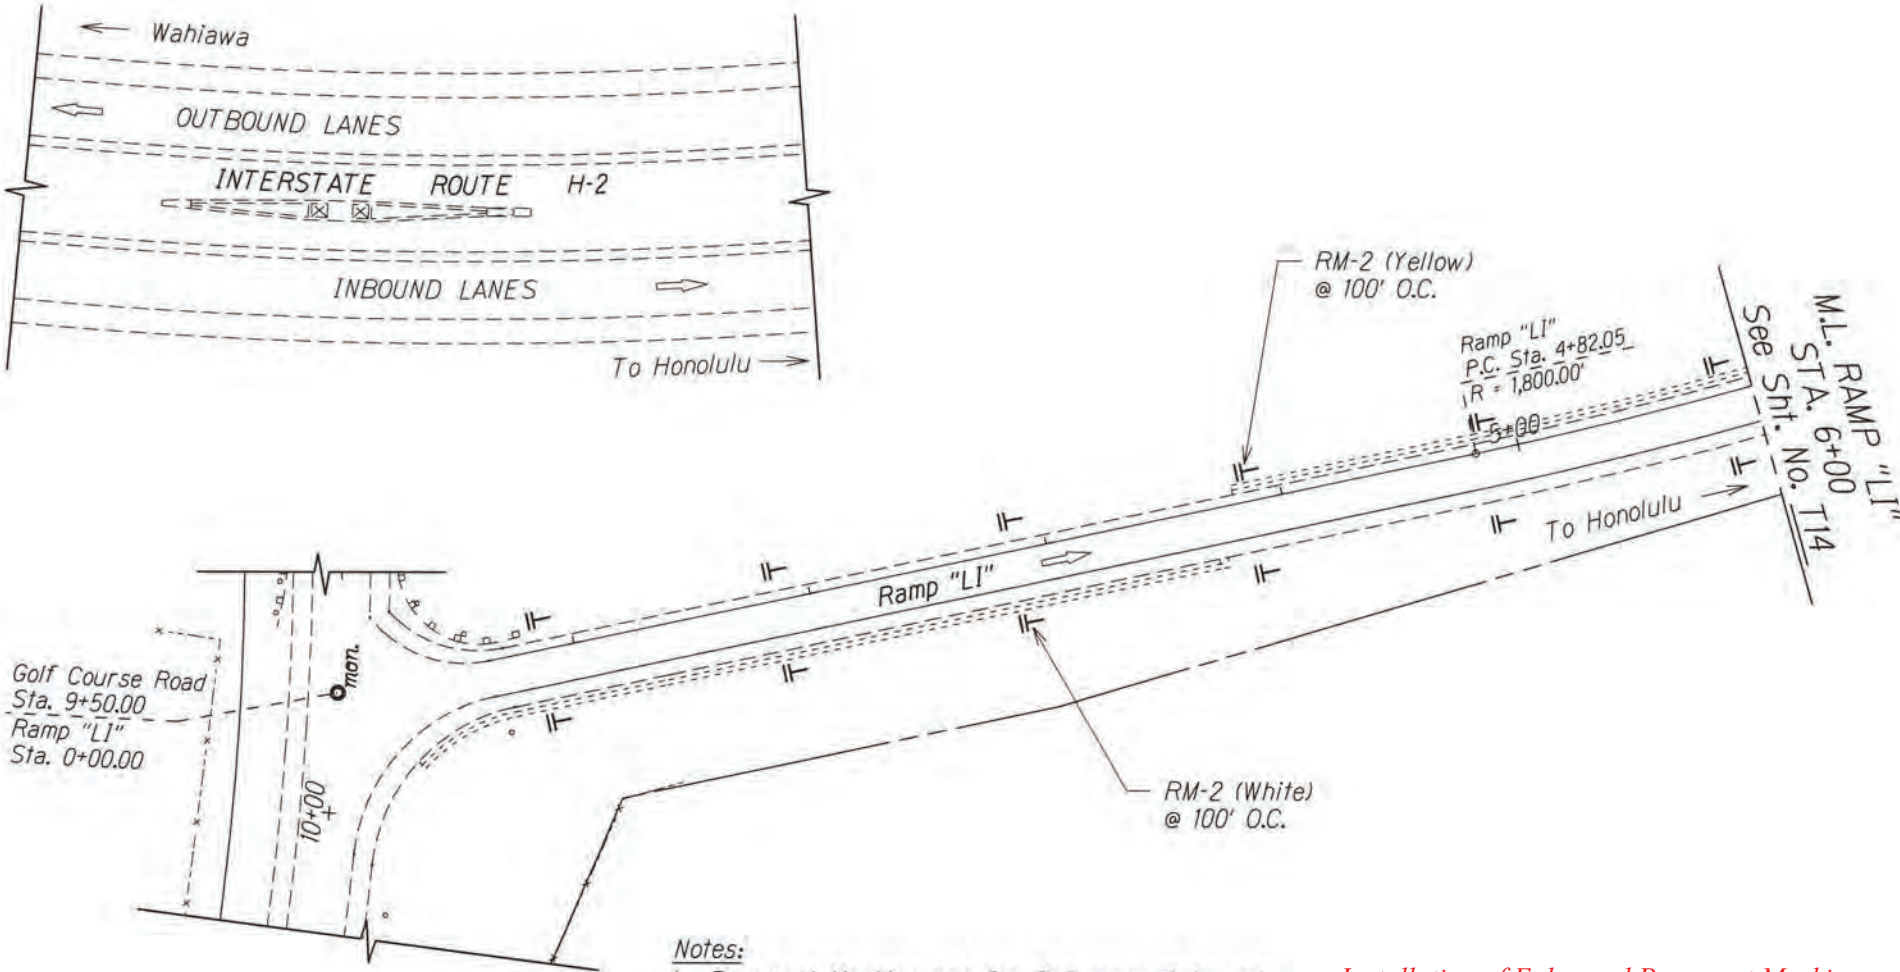 Wahiawa
OUTBOUND LANES
INTERSTATE ROUTE H-2
INBOUND LANES
To Honolulu
RM-2 (Yellow)
@ 100' O.C.
Ramp "LI"
P.C. Sta. 4+82.05
R = 1,800.00'
5+00
M.L. RAMP "LI"
STA. 6+00
See Sht. No. T14
To Honolulu
Ramp "LI"
mon.
Golf Course Road
Sta. 9+50.00
Ramp "LI"
Sta. 0+00.00
10+00
RM-2 (White)
@ 100' O.C.
Notes: